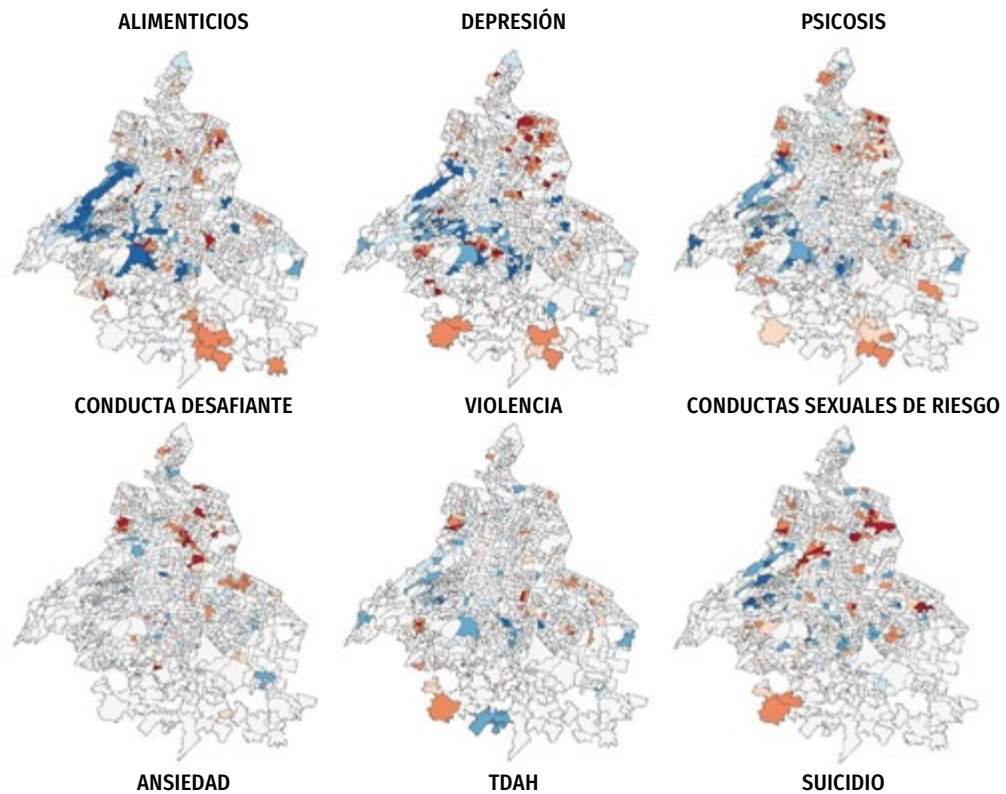 ALIMENTICIOS
DEPRESIÓN
PSICOSIS
CONDUCTA DESAFIANTE
VIOLENCIA
CONDUCTAS SEXUALES DE RIESGO
ANSIEDAD
TDAH
SUICIDIO